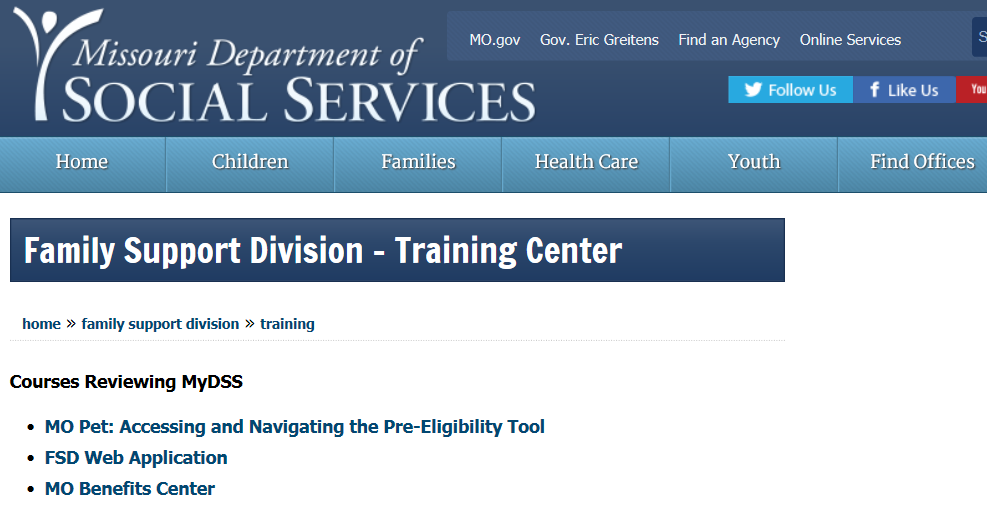 Missouri Department of
SOCIAL SERVICES
MO.gov Gov. Eric Greitens Find an Agency Online Services
Follow Us Like Us You
Home Children Families Health Care Youth Find Offices
Family Support Division - Training Center
home » family support division » training
Courses Reviewing MyDSS
• MO Pet: Accessing and Navigating the Pre-Eligibility Tool
• FSD Web Application
• MO Benefits Center